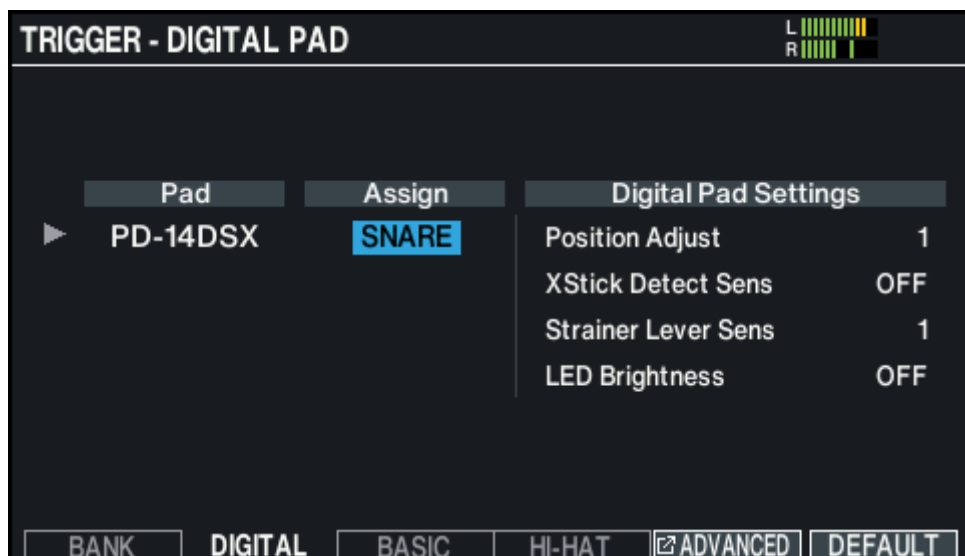 TRIGGER - DIGITAL PAD
L
R
Pad Assign Digital Pad Settings
PD-14DSX SNARE Position Adjust 1
XStick Detect Sens OFF
Strainer Lever Sens 1
LED Brightness OFF
BANK DIGITAL BASIC HI-HAT ADVANCED DEFAULT